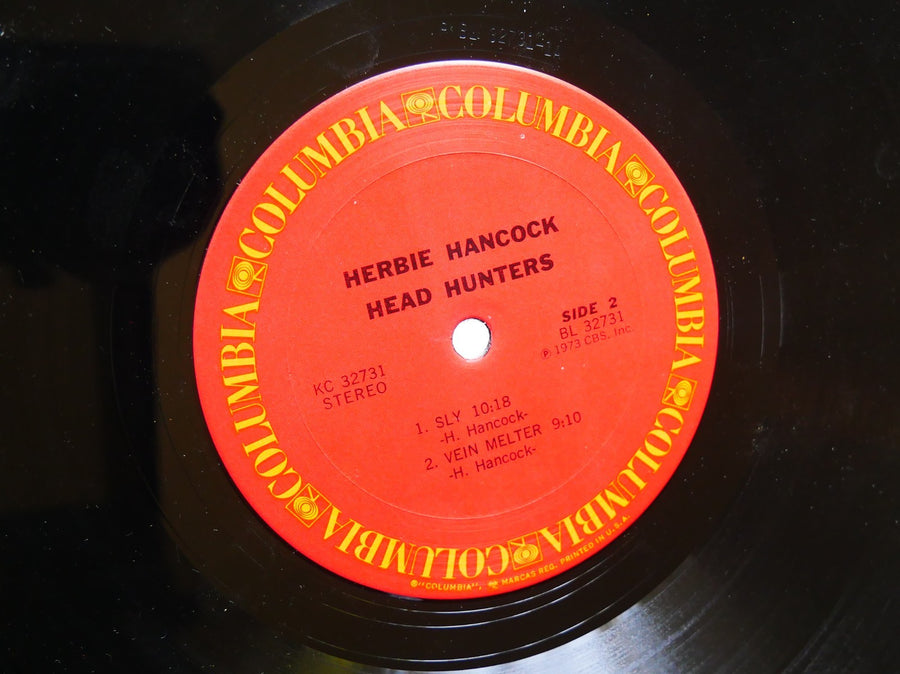 COLUMBIA COLUMBIA COLUMBIA COLUMBIA COLUMBIA COLUMBIA
HERBIE HANCOCK
HEAD HUNTERS
SIDE 2
BL 32731
℗ 1973 CBS, Inc.
KC 32731
STEREO
1. SLY 10:18
-H. Hancock-
2. VEIN MELTER 9:10
-H. Hancock-
®"COLUMBIA", MARCAS REG. PRINTED IN U.S.A.